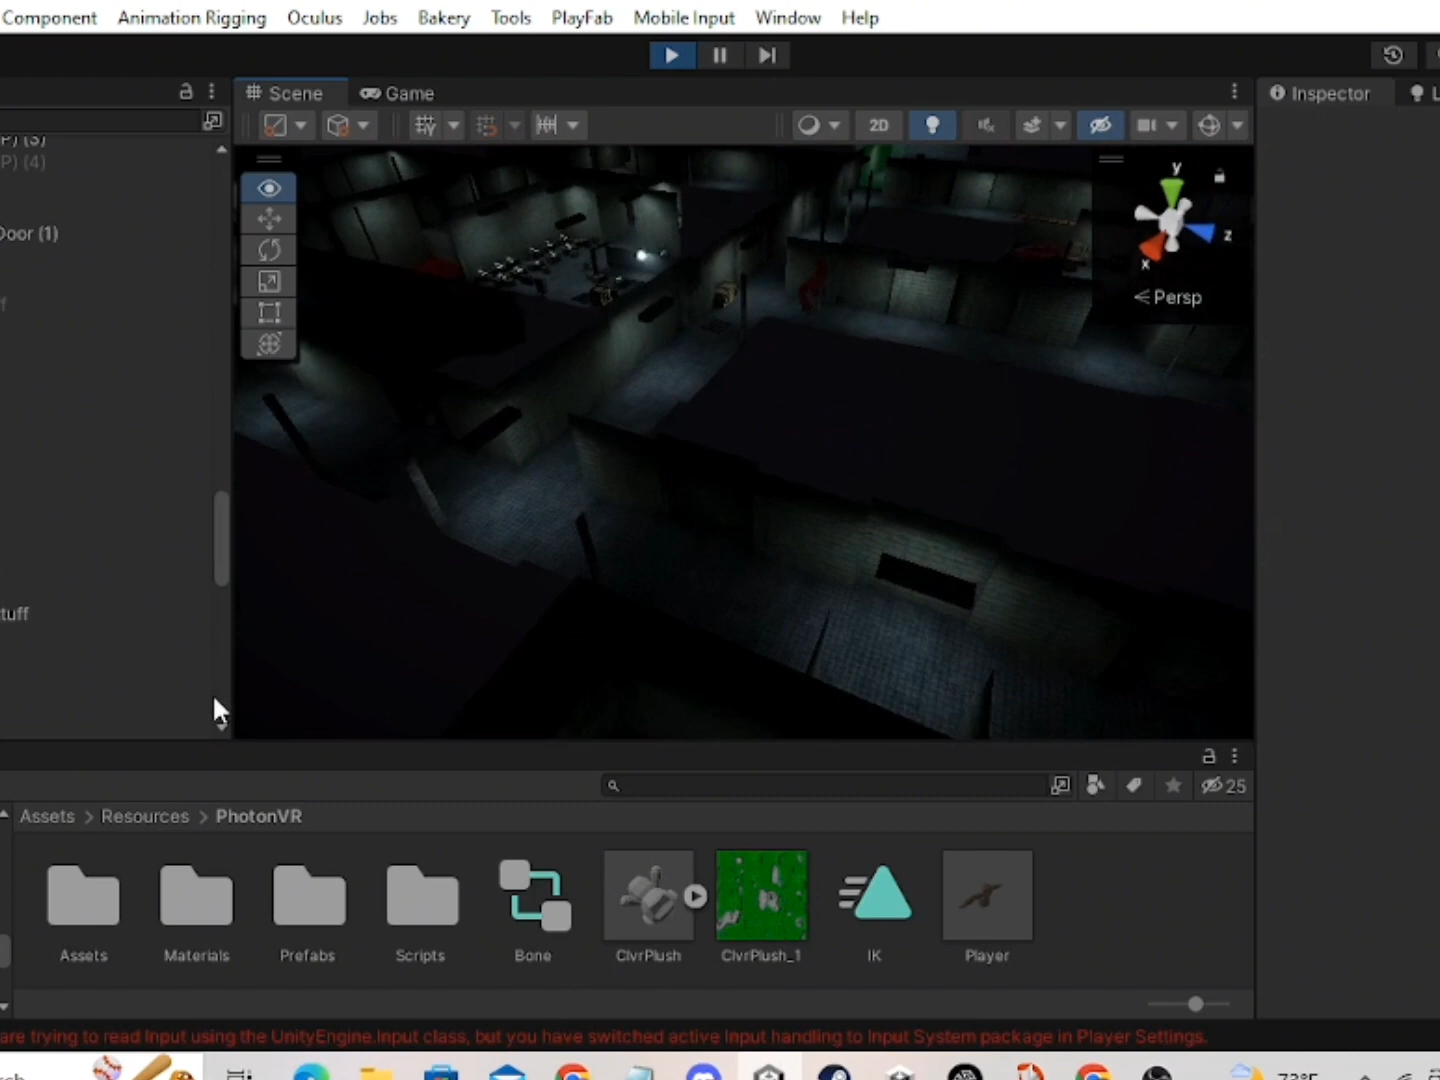 Component Animation Rigging Oculus Jobs Bakery Tools PlayFab Mobile Input Window Help
Scene Game Inspector
P) (3)
P) (4)
2D
y
z
x
Persp
Door (1)
tuff
25
Assets > Resources > PhotonVR
Assets Materials Prefabs Scripts Bone ClvrPlush ClvrPlush_1 IK Player
are trying to read Input using the UnityEngine.Input class, but you have switched active Input handling to Input System package in Player Settings.